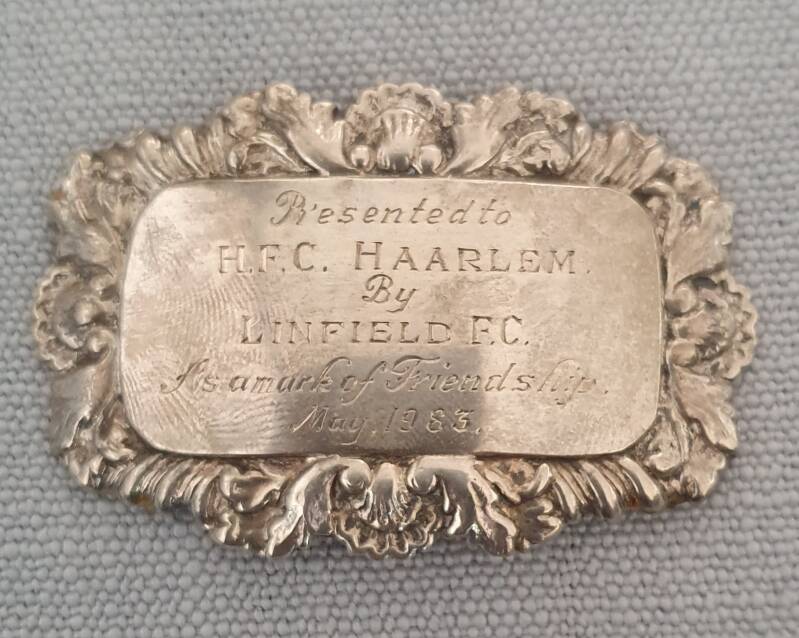 Presented to
H.F.C. HAARLEM.
By
LINFIELD F.C.
As a mark of Friendship.
May, 1983.